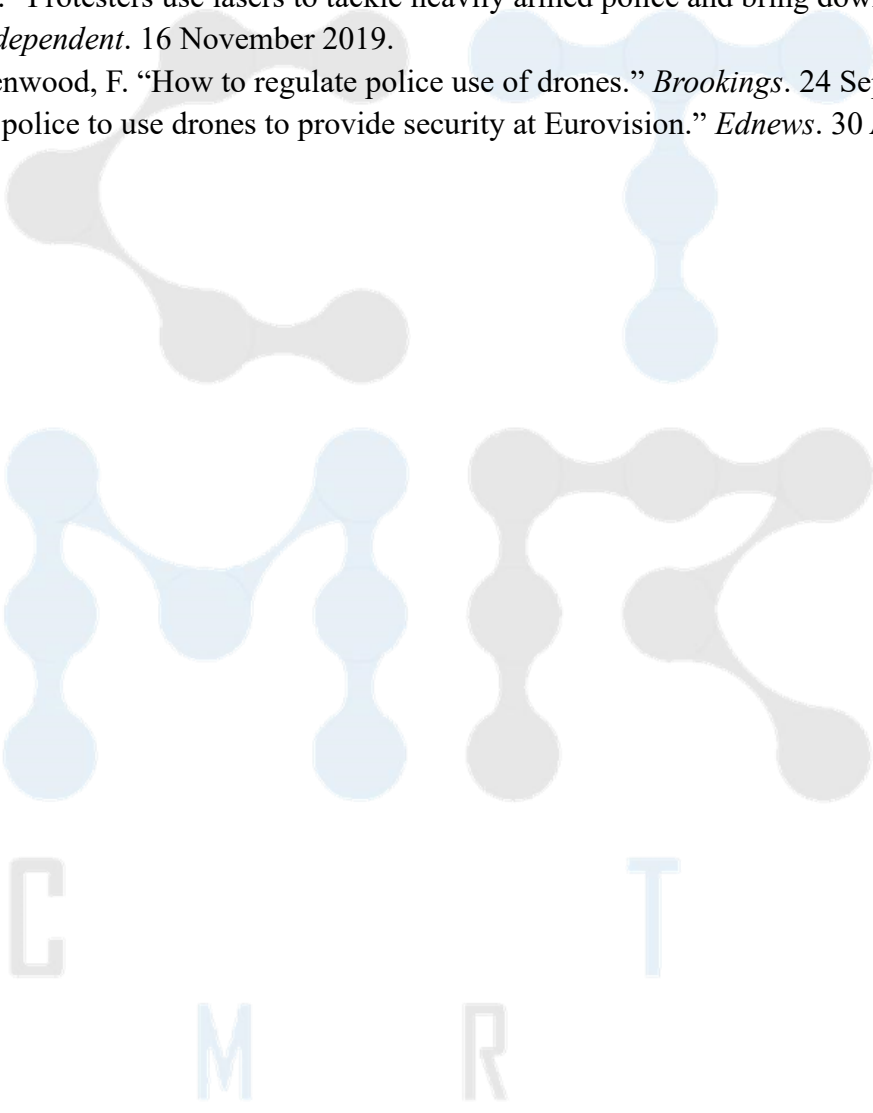 . “Protesters use lasers to tackle heavily armed police and bring dow
dependent. 16 November 2019.
enwood, F. “How to regulate police use of drones.” Brookings. 24 Se
police to use drones to provide security at Eurovision.” Ednews. 30
C T
M R
C T
M R